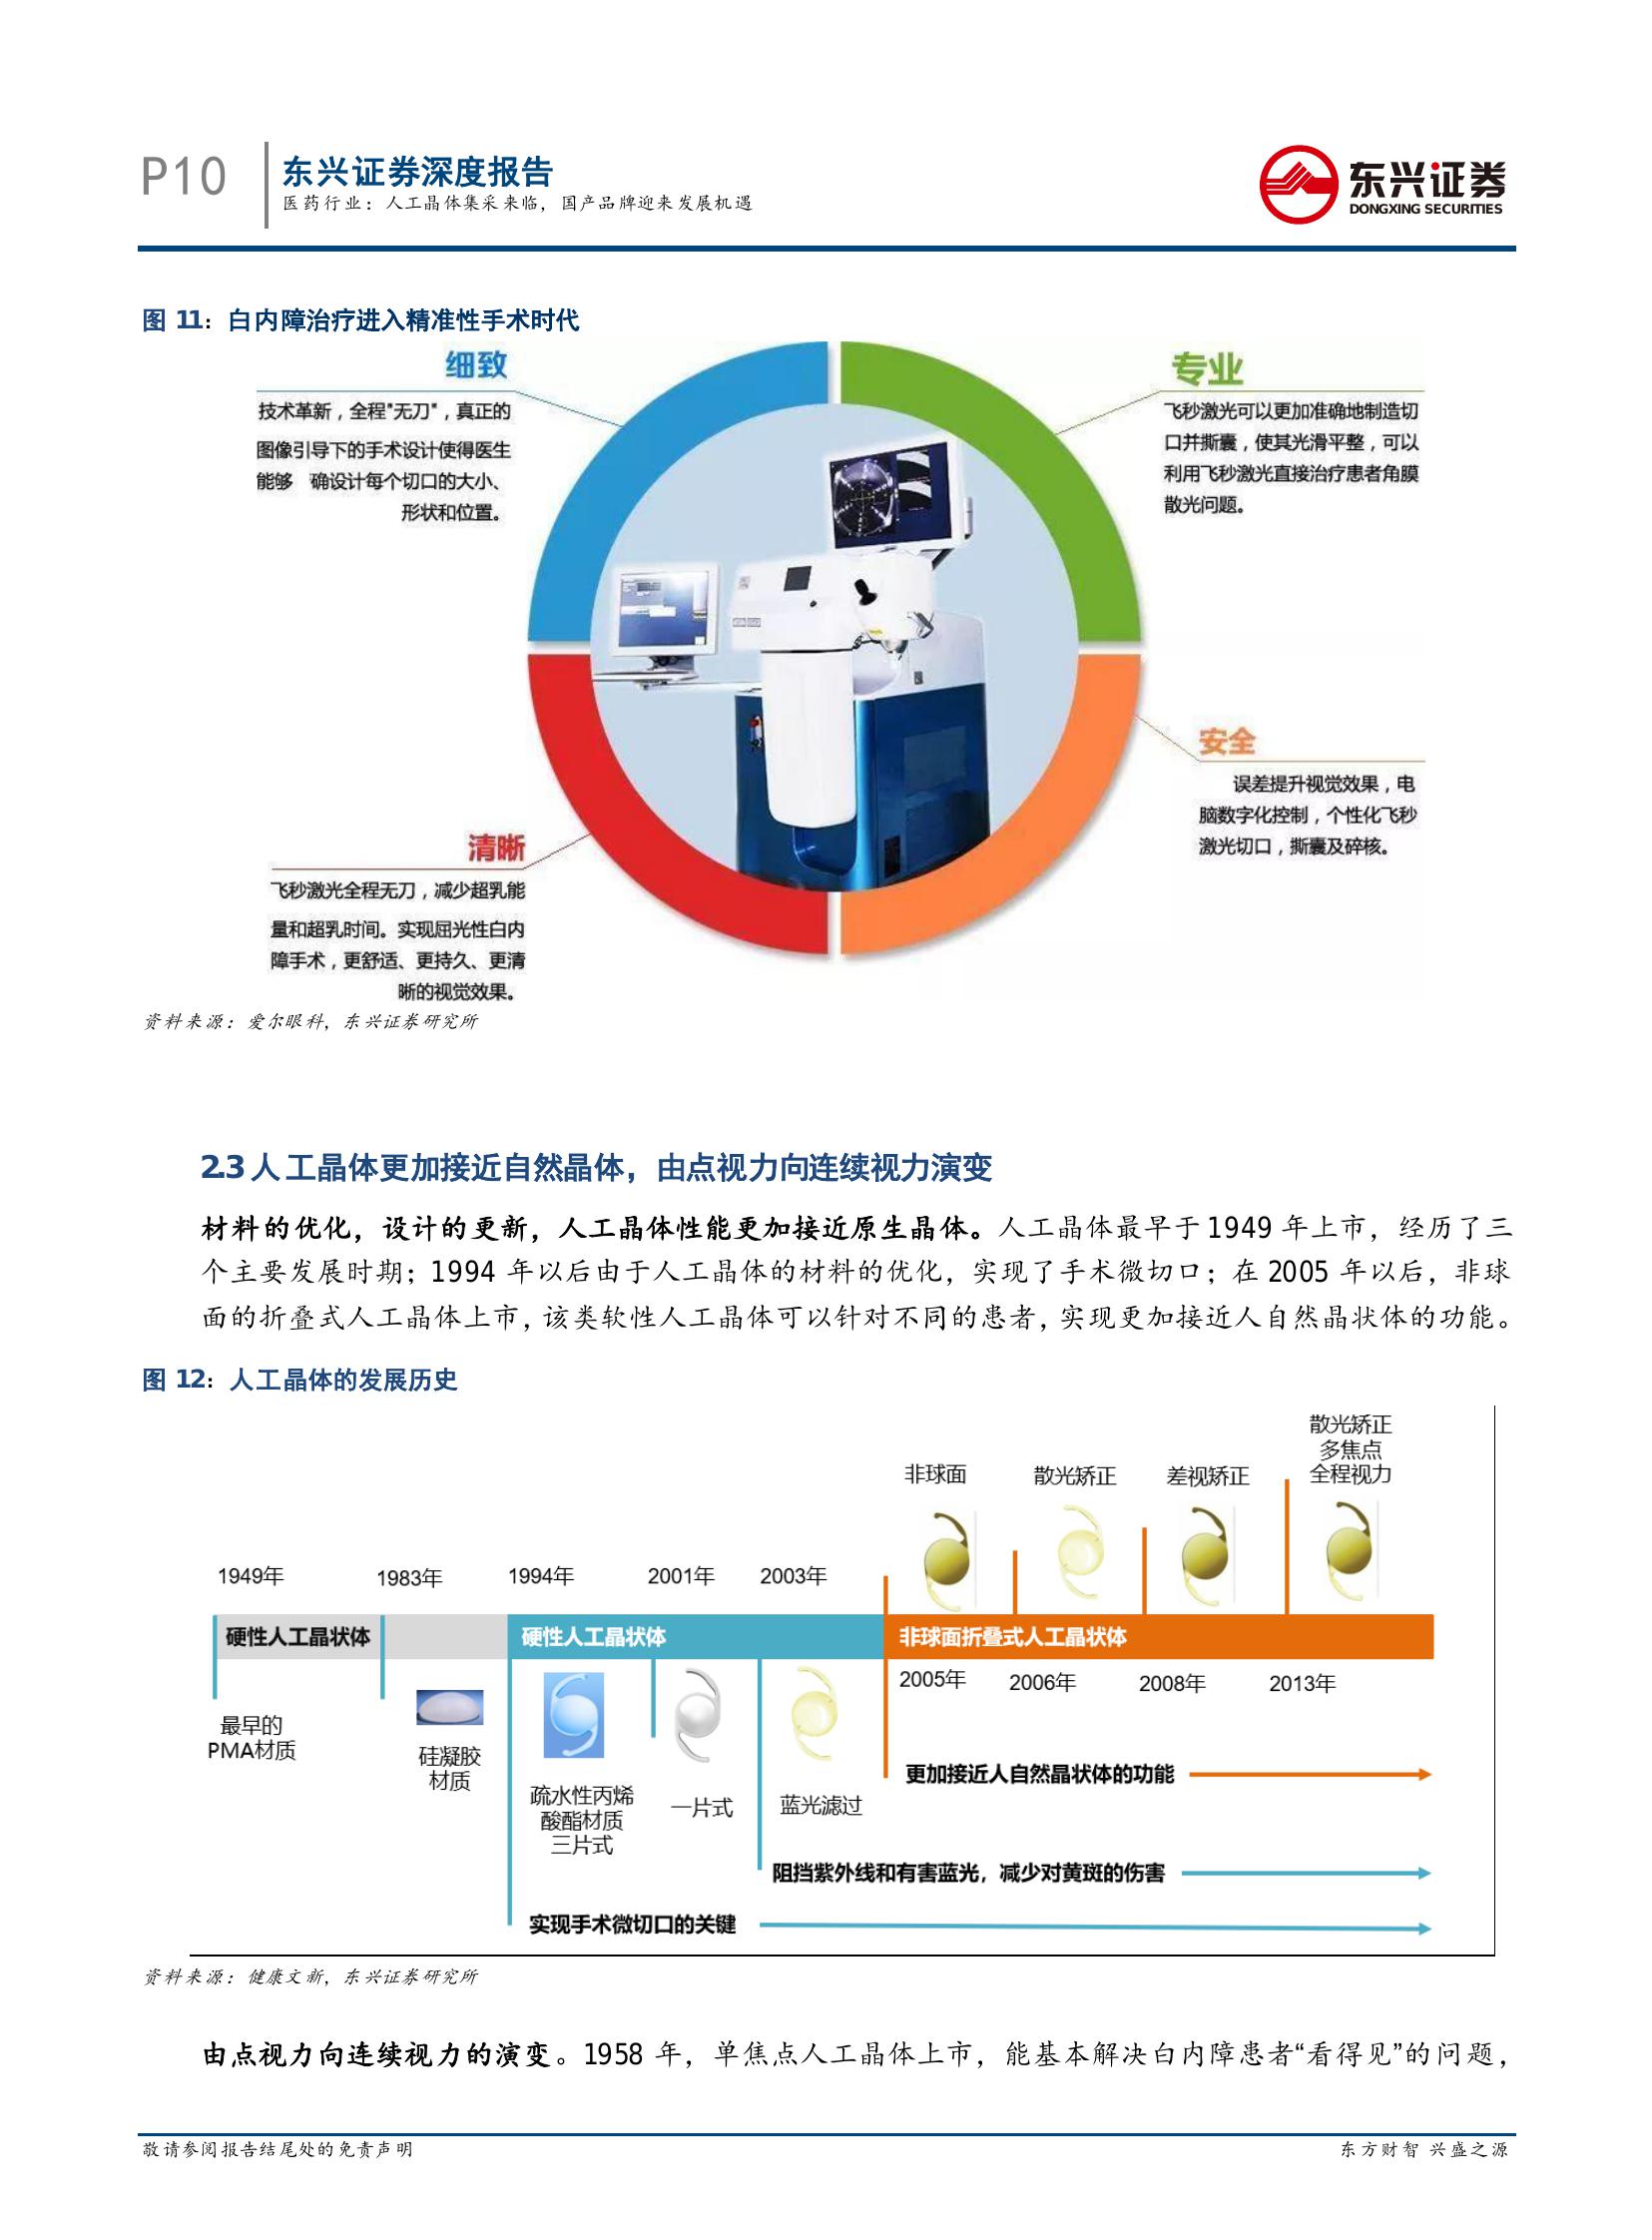 P10
东兴证券深度报告
医药行业：人工晶体集采来临，国产品牌迎来发展机遇
东兴证券
DONGXING SECURITIES
图 11：白内障治疗进入精准性手术时代
细致
技术革新，全程"无刀"，真正的
图像引导下的手术设计使得医生
能够 确设计每个切口的大小、
形状和位置。
专业
飞秒激光可以更加准确地制造切
口并撕囊，使其光滑平整，可以
利用飞秒激光直接治疗患者角膜
散光问题。
安全
误差提升视觉效果，电
脑数字化控制，个性化飞秒
激光切口，撕囊及碎核。
清晰
飞秒激光全程无刀，减少超乳能
量和超乳时间。实现屈光性白内
障手术，更舒适、更持久、更清
晰的视觉效果。
资料来源：爱尔眼科，东兴证券研究所
2.3 人工晶体更加接近自然晶体，由点视力向连续视力演变
材料的优化，设计的更新，人工晶体性能更加接近原生晶体。人工晶体最早于 1949 年上市，经历了三
个主要发展时期；1994 年以后由于人工晶体的材料的优化，实现了手术微切口；在 2005 年以后，非球
面的折叠式人工晶体上市，该类软性人工晶体可以针对不同的患者，实现更加接近人自然晶状体的功能。
图 12：人工晶体的发展历史
散光矫正
多焦点
全程视力
非球面
散光矫正
差视矫正
1949年
1983年
1994年
2001年
2003年
硬性人工晶状体
硬性人工晶状体
非球面折叠式人工晶状体
2005年
2006年
2008年
2013年
最早的
PMA材质
硅凝胶
材质
疏水性丙烯
酸酯材质
三片式
一片式
蓝光滤过
更加接近人自然晶状体的功能
阻挡紫外线和有害蓝光，减少对黄斑的伤害
实现手术微切口的关键
资料来源：健康文新，东兴证券研究所
由点视力向连续视力的演变。1958 年，单焦点人工晶体上市，能基本解决白内障患者“看得见”的问题，
敬请参阅报告结尾处的免责声明
东方财智 兴盛之源